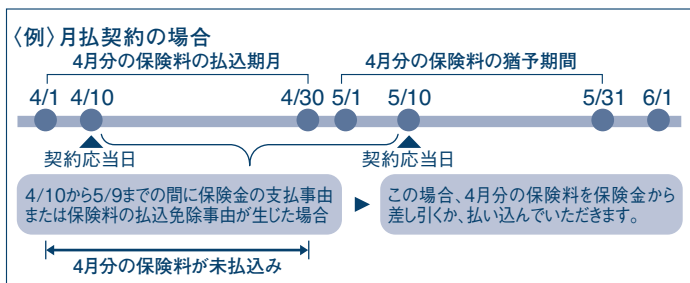 〈例〉月払契約の場合
4月分の保険料の払込期月 4月分の保険料の猶予期間
4/1 4/10 4/30 5/1 5/10 5/31 6/1
契約応当日 契約応当日
4/10から5/9までの間に保険金の支払事由
または保険料の払込免除事由が生じた場合
この場合、4月分の保険料を保険金から
差し引くか、払い込んでいただきます。
4月分の保険料が未払込み